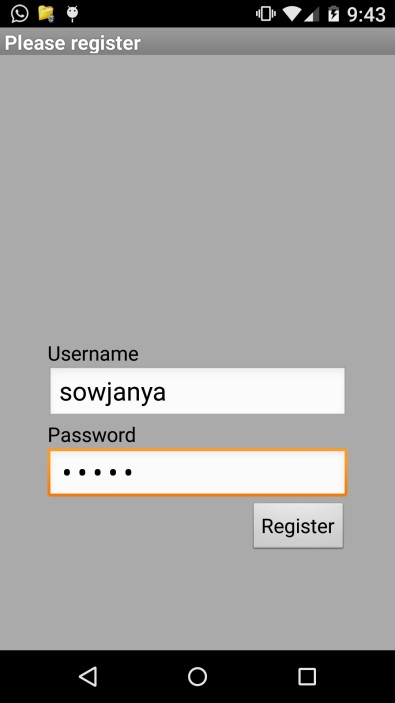 9:43
Please register
Username
sowjanya
Password
•••••
Register